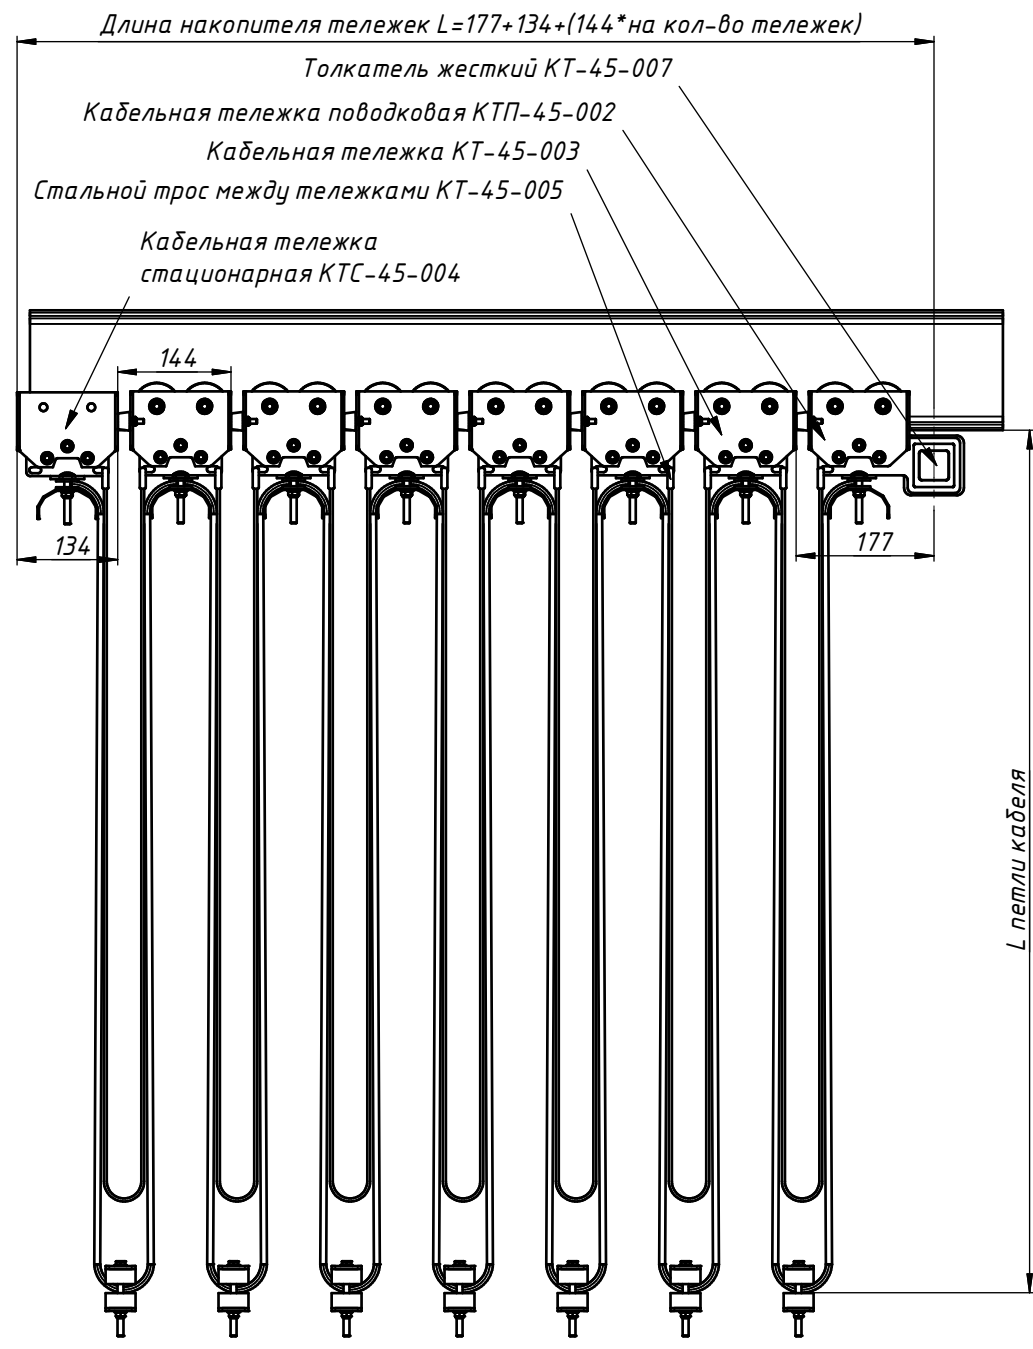 Длина накопителя тележек L=177+134+(144*на кол-во тележек)
Толкатель жесткий КТ-45-007
Кабельная тележка поводковая КТП-45-002
Кабельная тележка КТ-45-003
Стальной трос между тележками КТ-45-005
Кабельная тележка
стационарная КТС-45-004
144
134
177
L петли кабеля